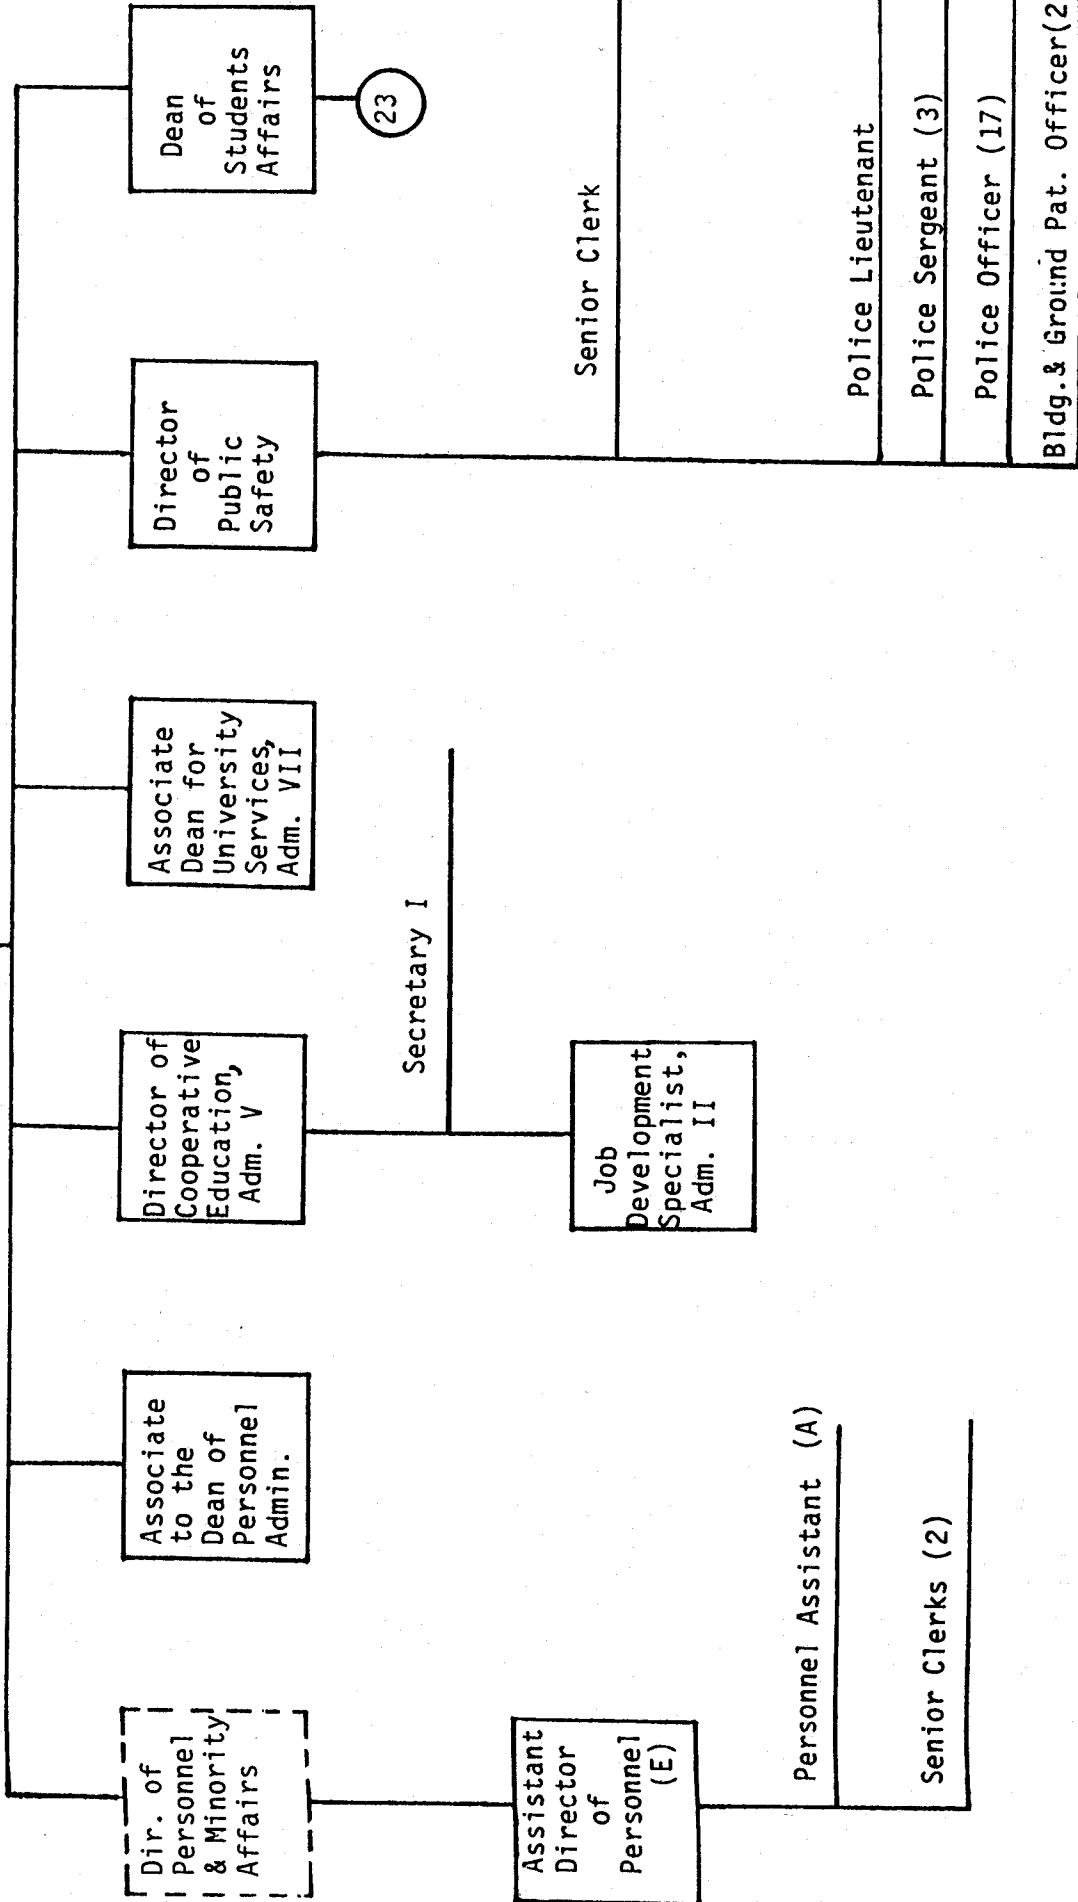 Dir. of
Personnel
& Minority
Affairs
Associate
to the
Dean of
Personnel
Admin.
Director of
Cooperative
Education,
Adm. V
Associate
Dean for
University
Services,
Adm. VII
Director
of
Public
Safety
Dean
of
Students
Affairs
23
Assistant
Director
of
Personnel
(E)
Secretary I
Job
Development
Specialist,
Adm. II
Senior Clerk
Personnel Assistant (A)
Senior Clerks (2)
Police Lieutenant
Police Sergeant (3)
Police Officer (17)
Bldg.& Ground Pat. Officer(2